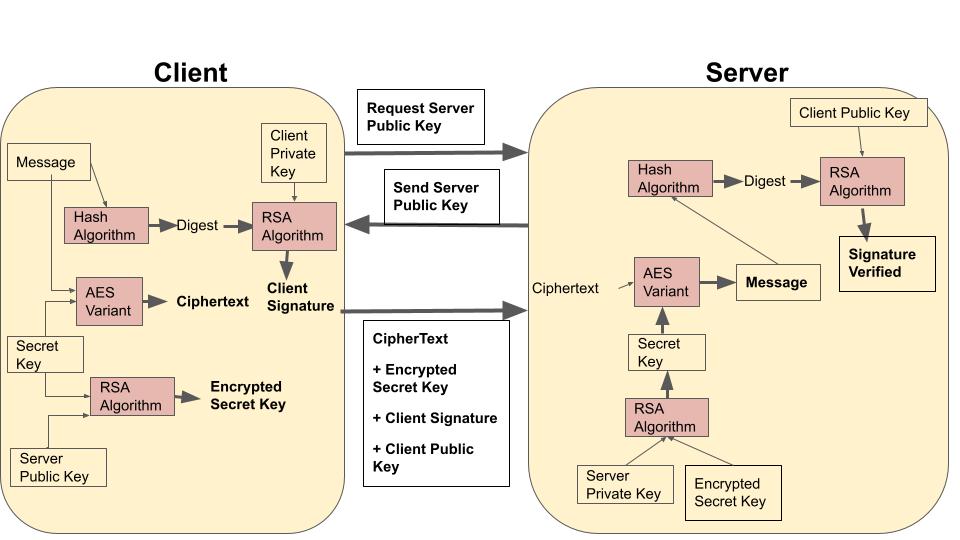 Client
Server
Message
Client
Private
Key
Hash
Algorithm
Digest
RSA
Algorithm
AES
Variant
Ciphertext
Client
Signature
Secret
Key
RSA
Algorithm
Encrypted
Secret Key
Server
Public Key
Request Server
Public Key
Send Server
Public Key
CipherText
+ Encrypted
Secret Key
+ Client Signature
+ Client Public
Key
Client Public Key
Hash
Algorithm
Digest
RSA
Algorithm
Signature
Verified
Ciphertext
AES
Variant
Message
Secret
Key
RSA
Algorithm
Server
Private Key
Encrypted
Secret Key